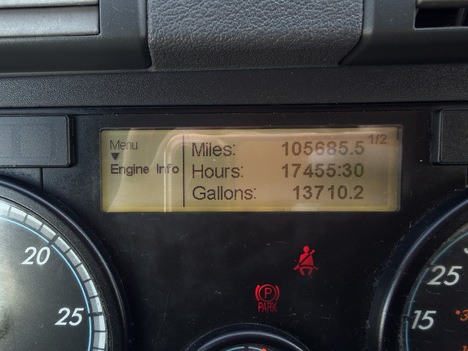 Menu
Engine Info
Miles: 105685.5
1/2
Hours: 17455:30
Gallons: 13710.2
20
25
P
PARK
25
15